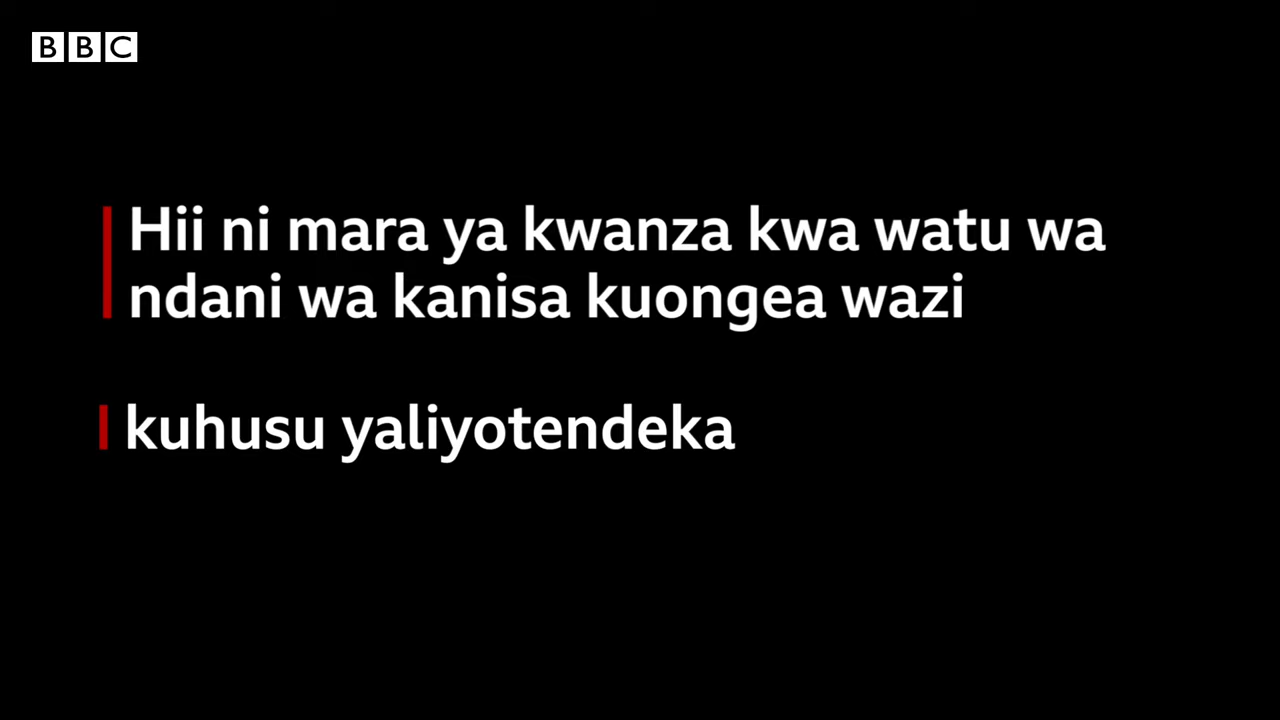 BBC
Hii ni mara ya kwanza kwa watu wa
ndani wa kanisa kuongea wazi
kuhusu yaliyotendeka